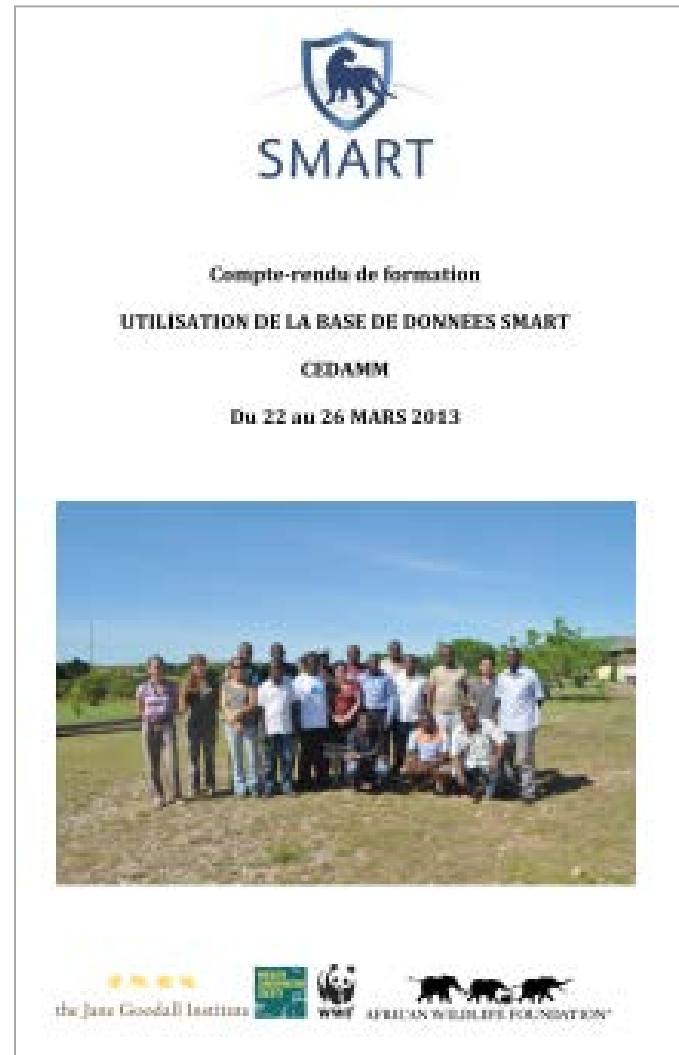 SMART
Compte-rendu de formation
UTILISATION DE LA BASE DE DONNEES SMART
CEDAMM
Du 22 au 26 MARS 2013
the Jane Goodall Institute
WWF
AFRICAN WILDLIFE FOUNDATION®